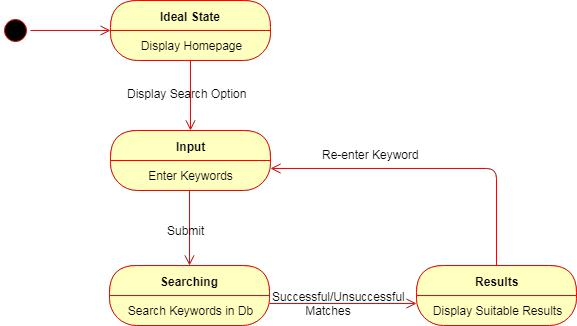 Ideal State
Display Homepage
Display Search Option
Input
Enter Keywords
Re-enter Keyword
Submit
Searching
Search Keywords in Db
Successful/Unsuccessful
Matches
Results
Display Suitable Results